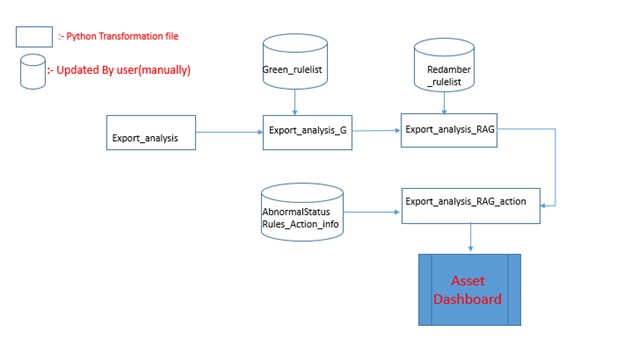 :- Python Transformation file
:- Updated By user(manually)
Green_rulelist
Redamber
_rulelist
Export_analysis
Export_analysis_G
Export_analysis_RAG
AbnormalStatus
Rules_Action_info
Export_analysis_RAG_action
Asset
Dashboard